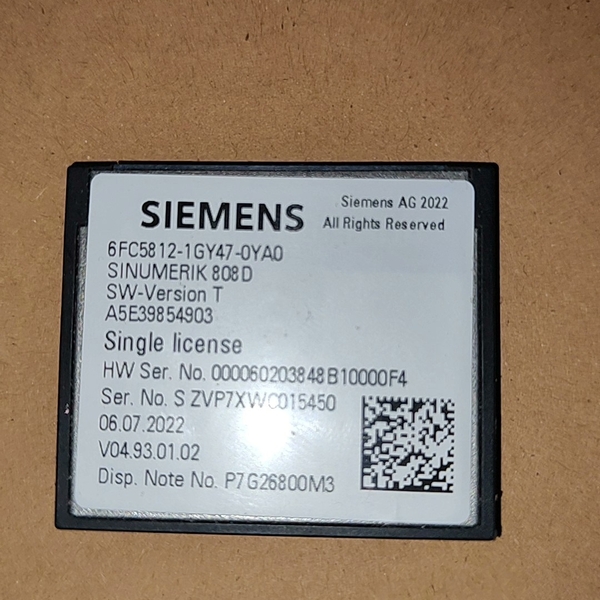 SIEMENS
Siemens AG 2022
All Rights Reserved
6FC5812-1GY47-0YA0
SINUMERIK 808D
SW-Version T
A5E39854903
Single license
HW Ser. No. 000060203848B10000F4
Ser. No. S ZVP7XWC015450
06.07.2022
V04.93.01.02
Disp. Note No. P7G26800M3